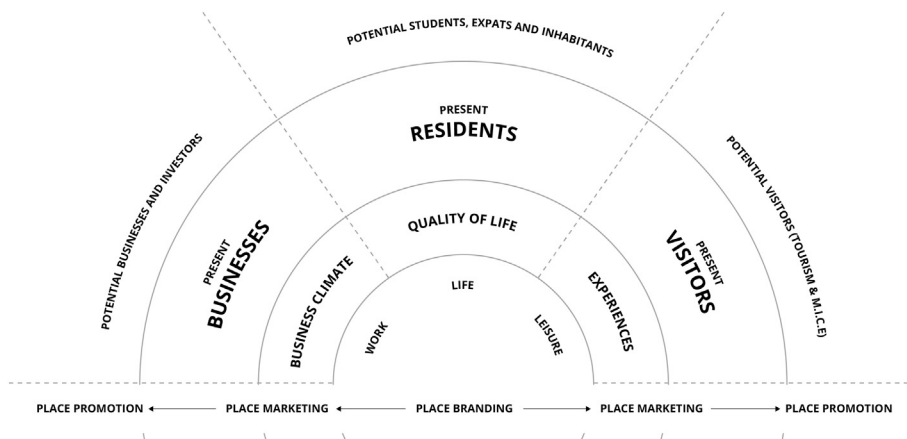 POTENTIAL STUDENTS, EXPATS AND INHABITANTS
PRESENT
RESIDENTS
POTENTIAL BUSINESSES AND INVESTORS
POTENTIAL VISITORS (TOURISM & M.I.C.E)
PRESENT
BUSINESSES
QUALITY OF LIFE
PRESENT
VISITORS
BUSINESS CLIMATE
EXPERIENCES
LIFE
WORK
LEISURE
PLACE PROMOTION
PLACE MARKETING
PLACE BRANDING
PLACE MARKETING
PLACE PROMOTION